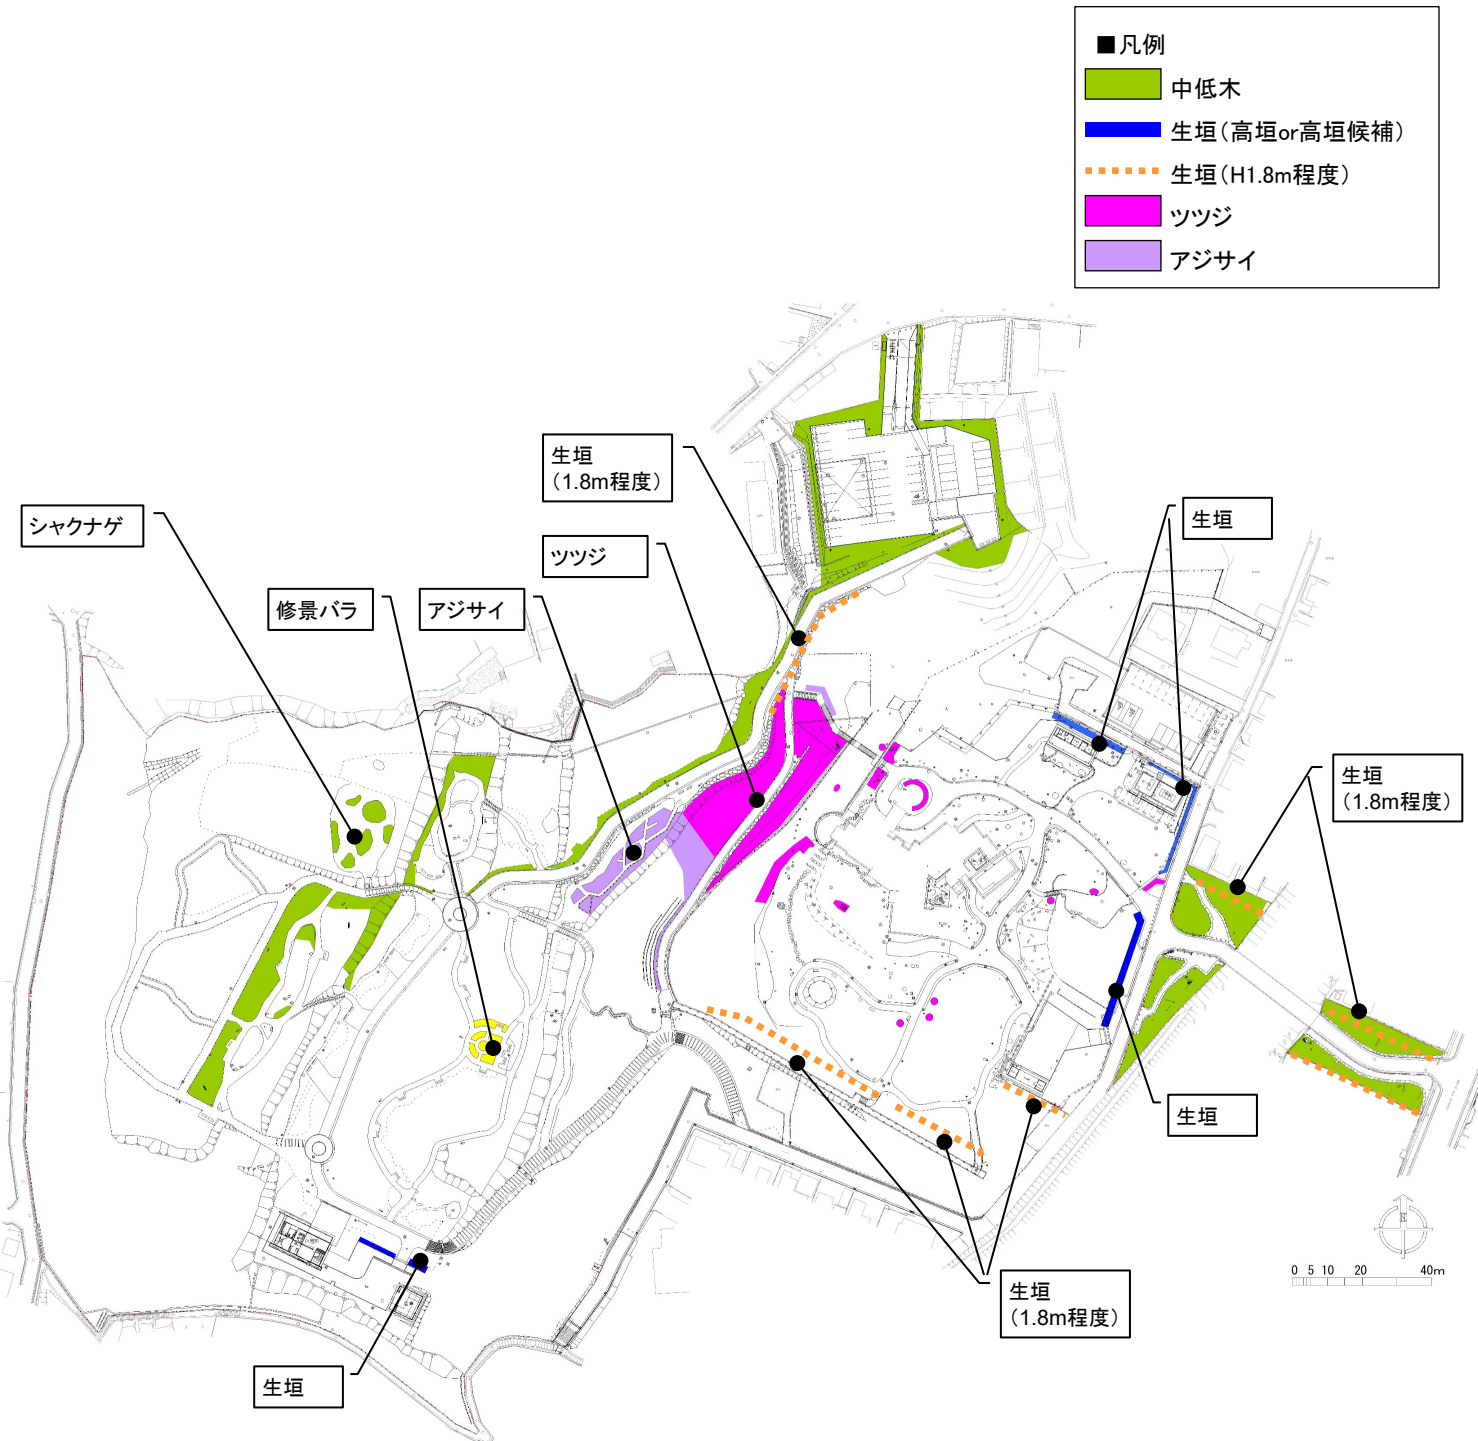 ■凡例
中低木
生垣（高垣or高垣候補）
生垣（H1.8m程度）
ツツジ
アジサイ
生垣
（1.8m程度）
シャクナゲ
ツツジ
生垣
修景バラ
アジサイ
生垣
（1.8m程度）
生垣
生垣
（1.8m程度）
生垣
0 5 10 20 40m